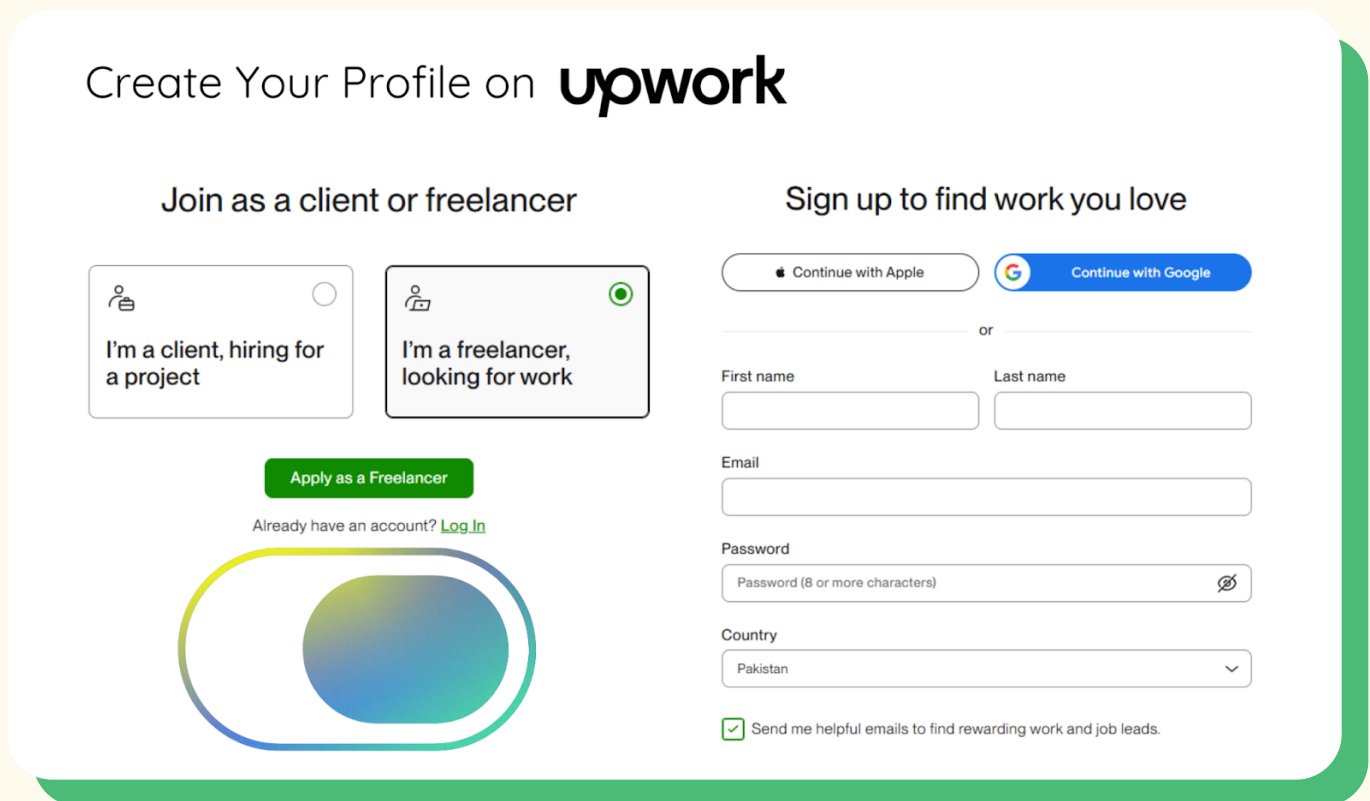 Create Your Profile on upwork
Join as a client or freelancer
I'm a client, hiring for
a project
I'm a freelancer,
looking for work
Apply as a Freelancer
Already have an account? Log In
Sign up to find work you love
Continue with Apple
G Continue with Google
or
First name
Last name
Email
Password
Password (8 or more characters)
Country
Pakistan
Send me helpful emails to find rewarding work and job leads.